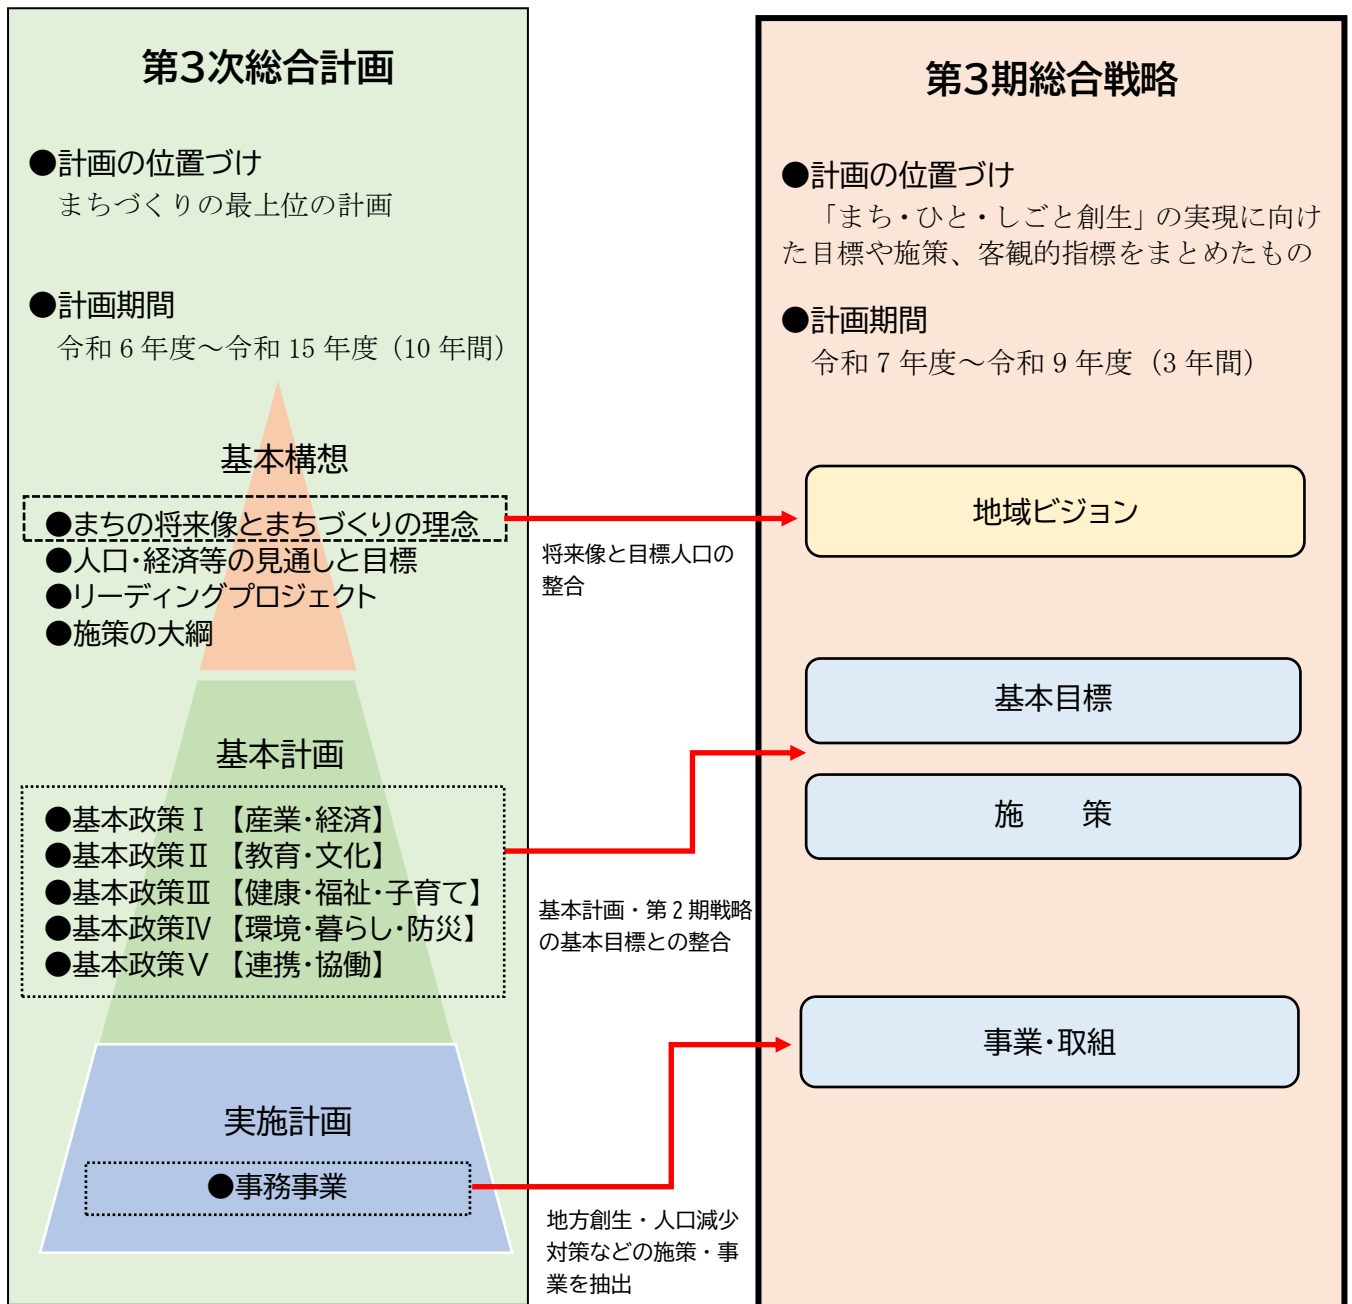 第3次総合計画
●計画の位置づけ
まちづくりの最上位の計画
●計画期間
令和 6 年度～令和 15 年度（10 年間）
基本構想
●まちの将来像とまちづくりの理念
●人口・経済等の見通しと目標
●リーディングプロジェクト
●施策の大綱
基本計画
●基本政策Ⅰ 【産業・経済】
●基本政策Ⅱ 【教育・文化】
●基本政策Ⅲ 【健康・福祉・子育て】
●基本政策Ⅳ 【環境・暮らし・防災】
●基本政策Ⅴ 【連携・協働】
実施計画
●事務事業
将来像と目標人口の
整合
基本計画・第２期戦略
の基本目標との整合
地方創生・人口減少
対策などの施策・事
業を抽出
第3期総合戦略
●計画の位置づけ
「まち・ひと・しごと創生」の実現に向け
た目標や施策、客観的指標をまとめたもの
●計画期間
令和 7 年度～令和 9 年度（3 年間）
地域ビジョン
基本目標
施　　策
事業・取組